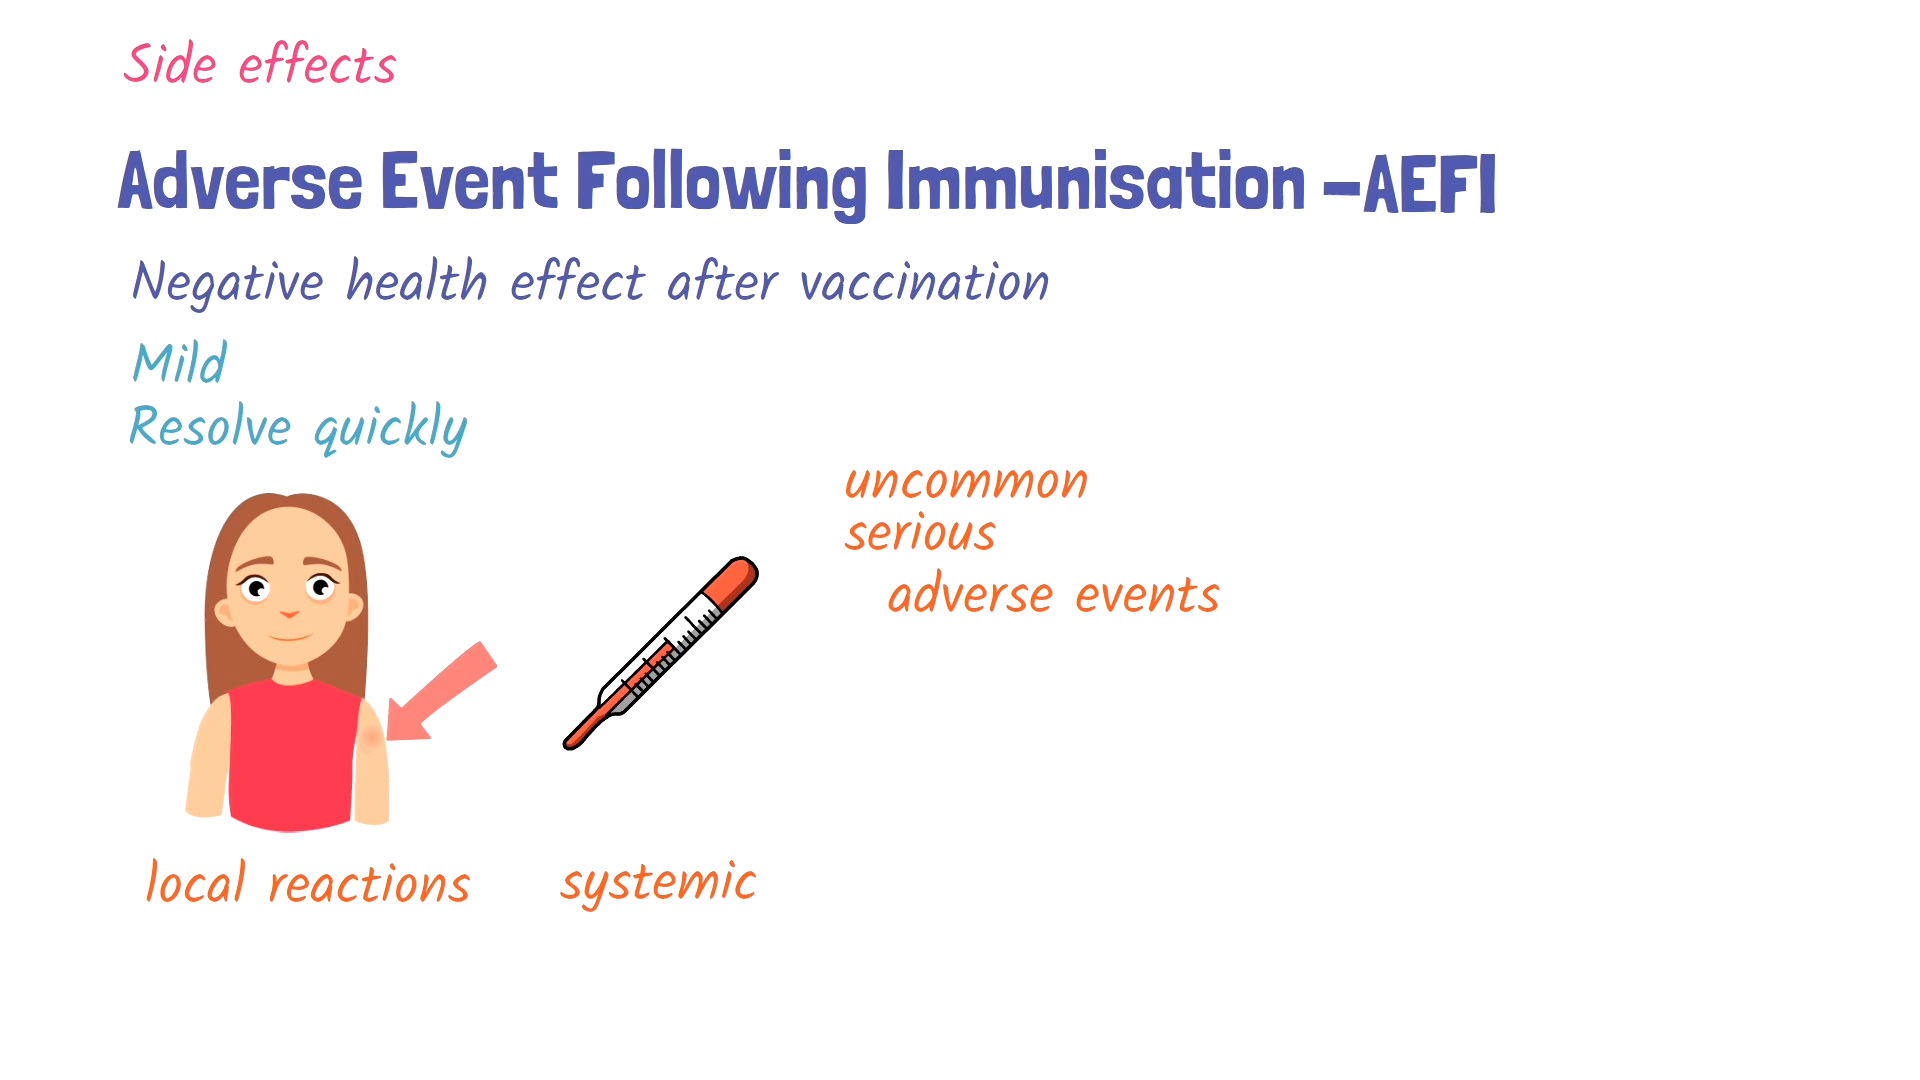 Side effects
Adverse Event Following Immunisation -AEFI
Negative health effect after vaccination
Mild
Resolve quickly
uncommon
serious
adverse events
local reactions
systemic